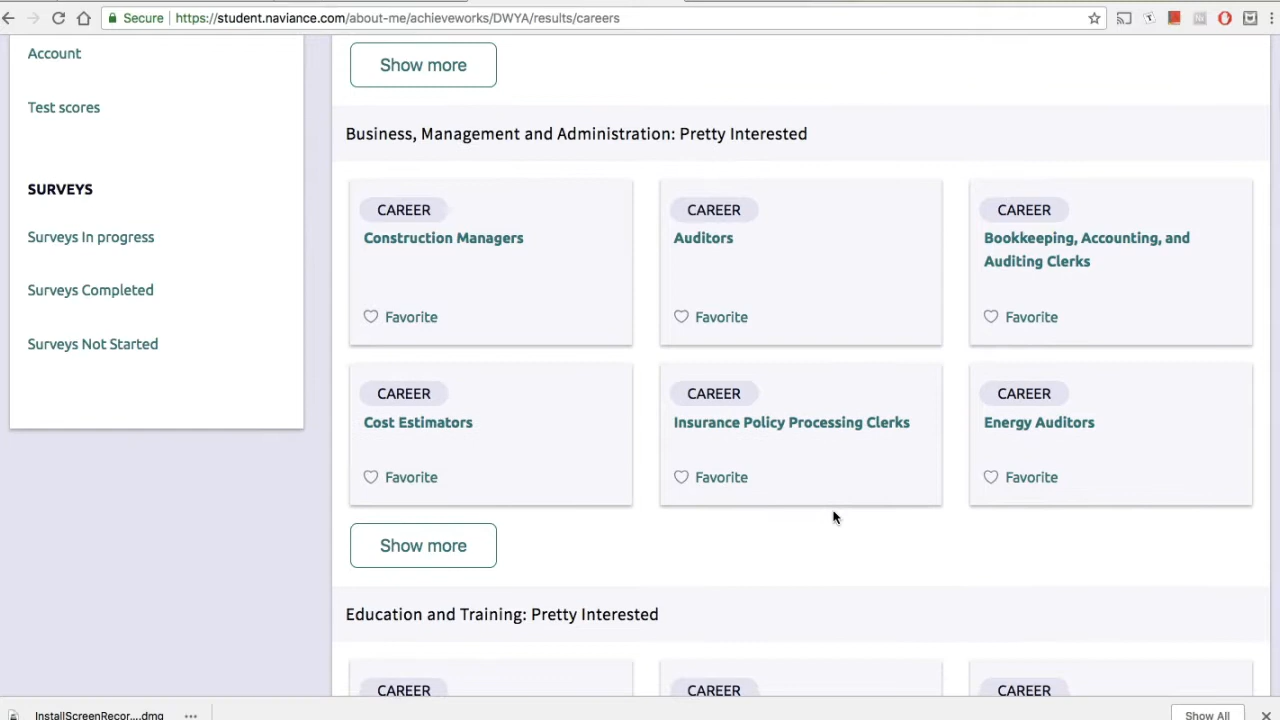 Secure https://student.naviance.com/about-me/achieveworks/DWYA/results/careers
Account
Test scores
SURVEYS
Surveys In progress
Surveys Completed
Surveys Not Started
Show more
Business, Management and Administration: Pretty Interested
CAREER
Construction Managers
Favorite
CAREER
Auditors
Favorite
CAREER
Bookkeeping, Accounting, and
Auditing Clerks
Favorite
CAREER
Cost Estimators
Favorite
CAREER
Insurance Policy Processing Clerks
Favorite
CAREER
Energy Auditors
Favorite
Show more
Education and Training: Pretty Interested
CAREER
CAREER
CAREER
InstallScreenRecor....dmg
Show All